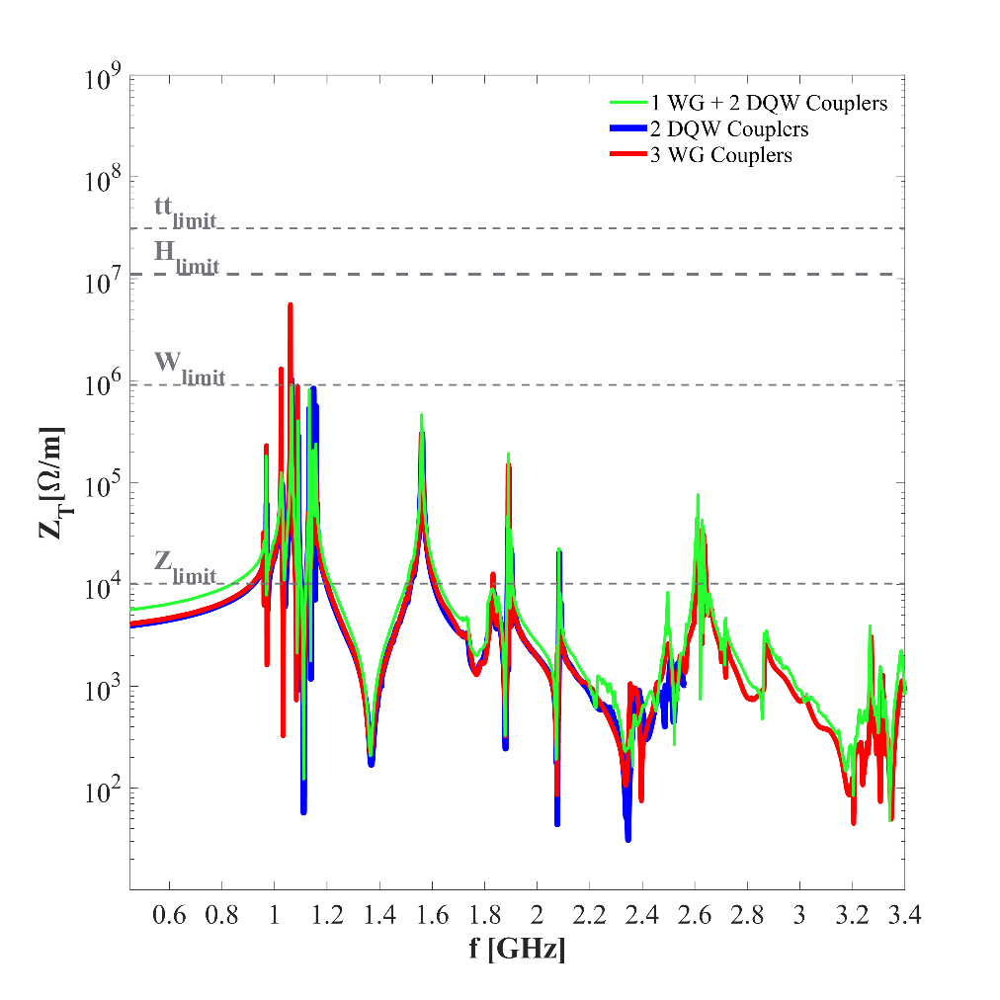 10^9
1 WG + 2 DQW Couplers
2 DQW Couplers
3 WG Couplers
10^8
tt_limit
H_limit
10^7
W_limit
10^6
Z_T[Ω/m]
10^5
Z_limit
10^4
10^3
10^2
0.6 0.8 1 1.2 1.4 1.6 1.8 2 2.2 2.4 2.6 2.8 3 3.2 3.4
f [GHz]